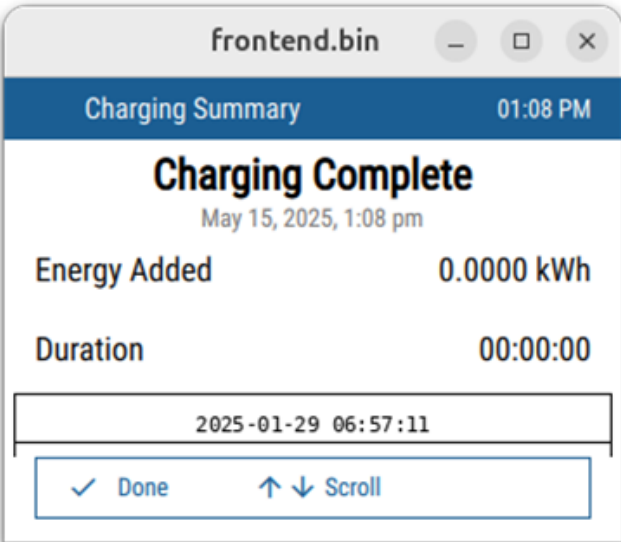 frontend.bin
Charging Summary 01:08 PM
Charging Complete
May 15, 2025, 1:08 pm
Energy Added 0.0000 kWh
Duration 00:00:00
2025-01-29 06:57:11
Done Scroll